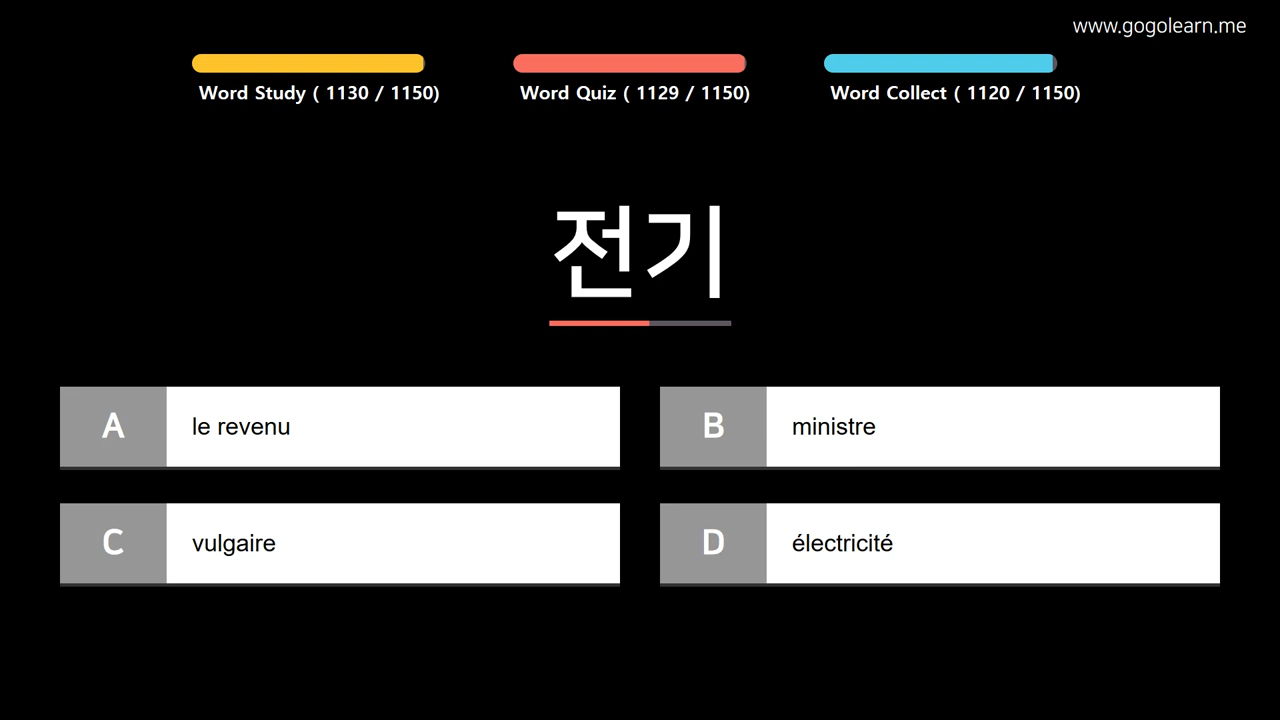 www.gogolearn.me
Word Study ( 1130 / 1150)
Word Quiz ( 1129 / 1150)
Word Collect ( 1120 / 1150)
전기
A le revenu
B ministre
C vulgaire
D électricité